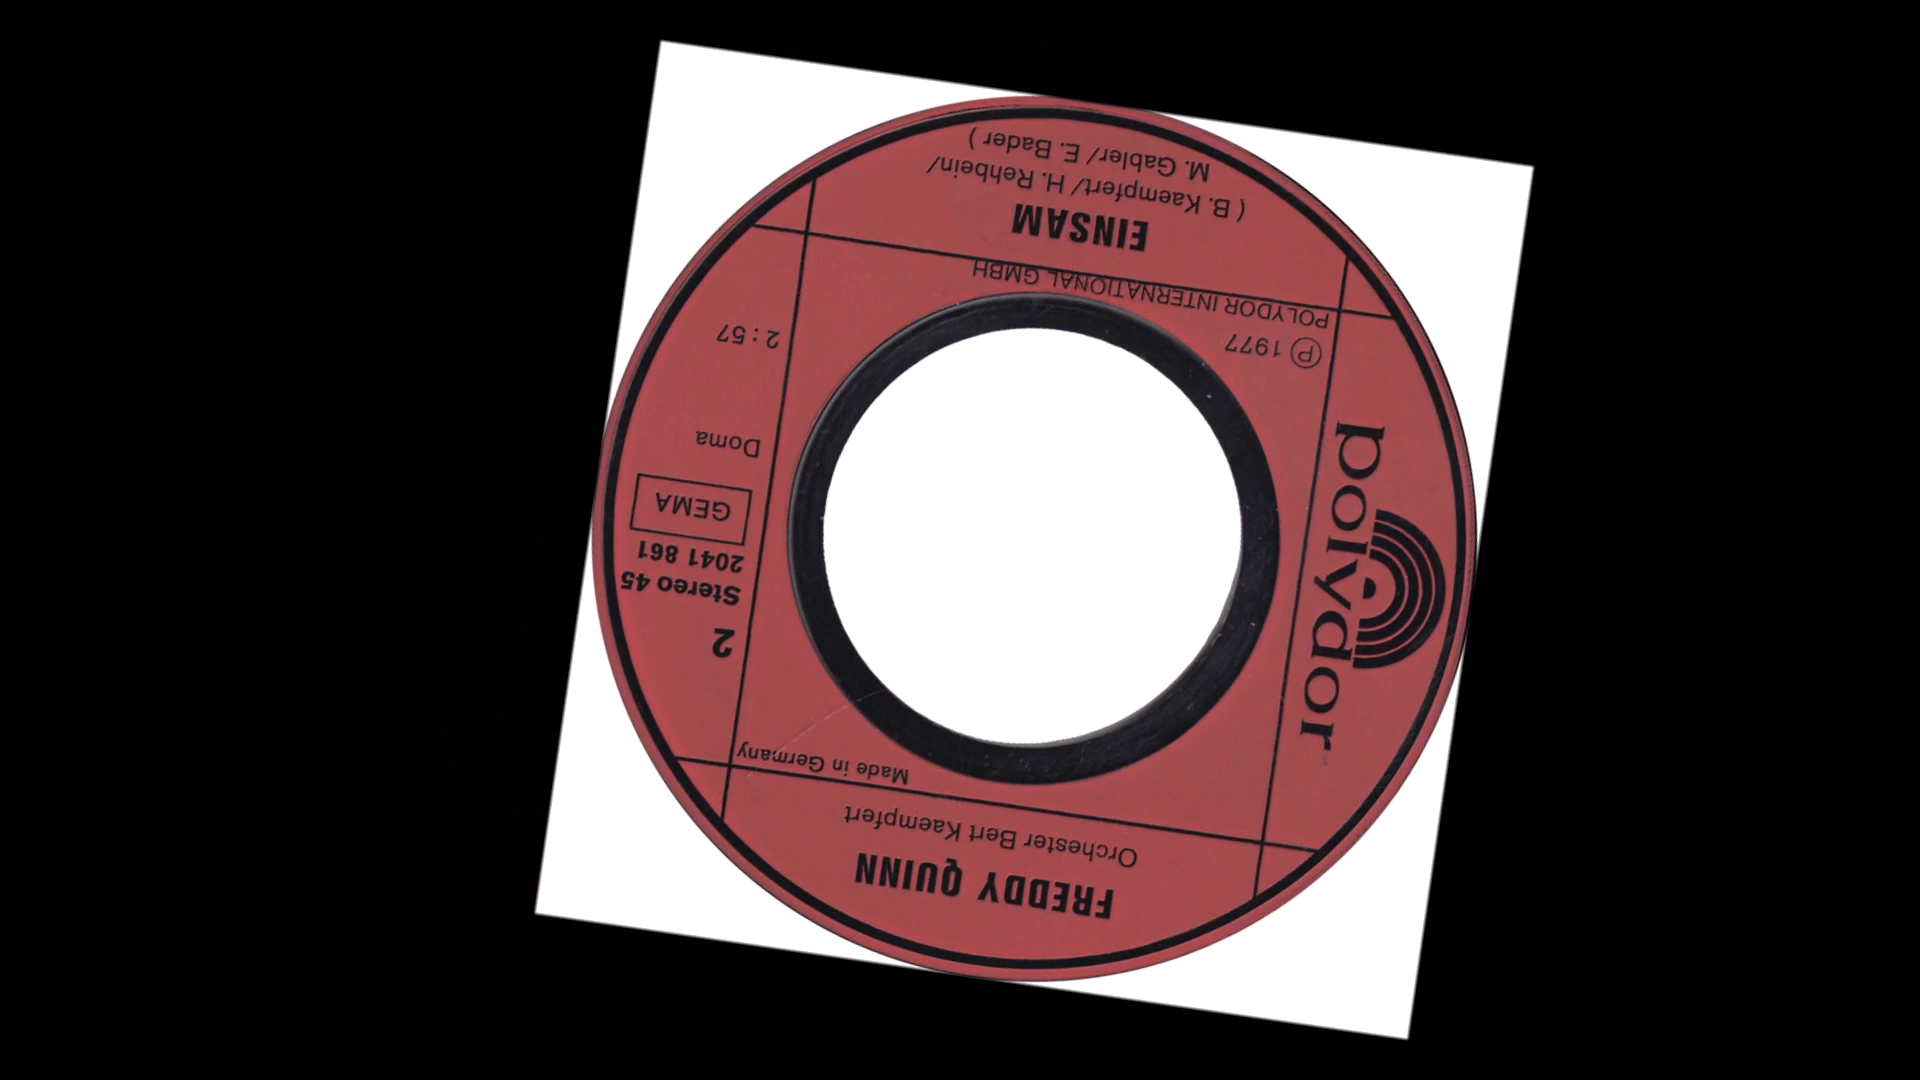 FREDDY QUINN
Orchester Bert Kaempfert
Made in Germany
polydor
2
Stereo 45
2041 861
GEMA
Doma
2:57
Ⓟ 1977
POLYDOR INTERNATIONAL GMBH
EINSAM
( B. Kaempfert/ H. Rehbein/
M. Gabler/ E. Bader )